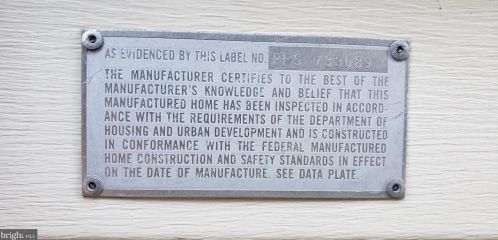 AS EVIDENCED BY THIS LABEL NO.
THE MANUFACTURER CERTIFIES TO THE BEST OF THE
MANUFACTURER'S KNOWLEDGE AND BELIEF THAT THIS
MANUFACTURED HOME HAS BEEN INSPECTED IN ACCORD-
ANCE WITH THE REQUIREMENTS OF THE DEPARTMENT OF
HOUSING AND URBAN DEVELOPMENT AND IS CONSTRUCTED
IN CONFORMANCE WITH THE FEDERAL MANUFACTURED
HOME CONSTRUCTION AND SAFETY STANDARDS IN EFFECT
ON THE DATE OF MANUFACTURE. SEE DATA PLATE.
bright MLS